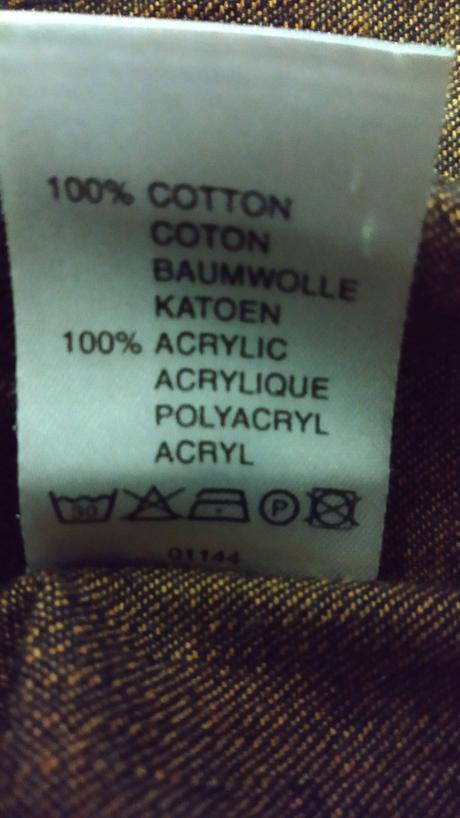 100% COTTON
COTON
BAUMWOLLE
KATOEN
100% ACRYLIC
ACRYLIQUE
POLYACRYL
ACRYL
30 P
01144